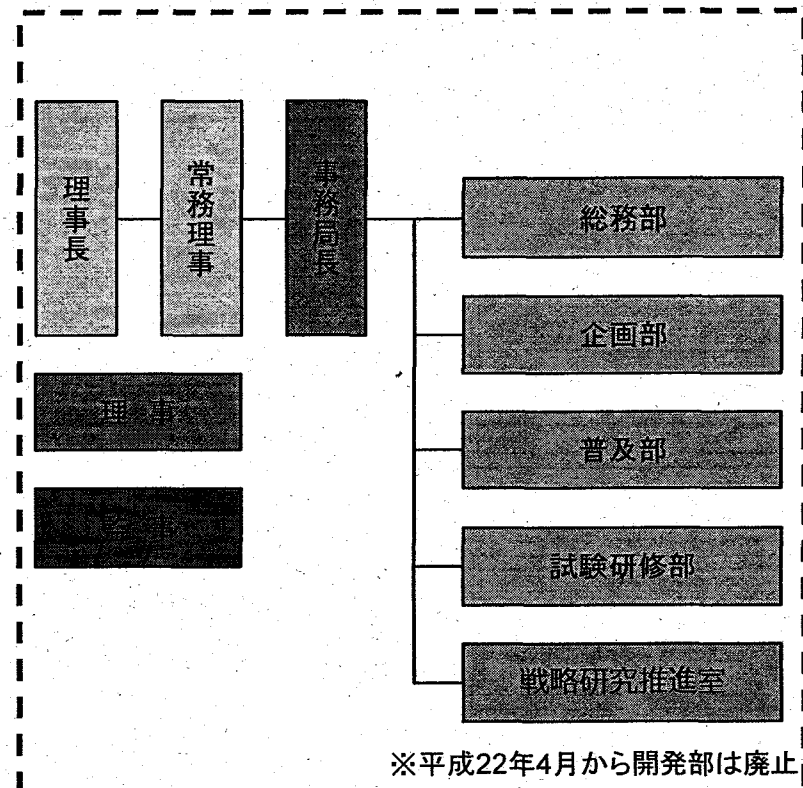 理事長
常務理事
事務局長
総務部
企画部
理 事
普及部
監 事
試験研修部
戦略研究推進室
※平成22年4月から開発部は廃止